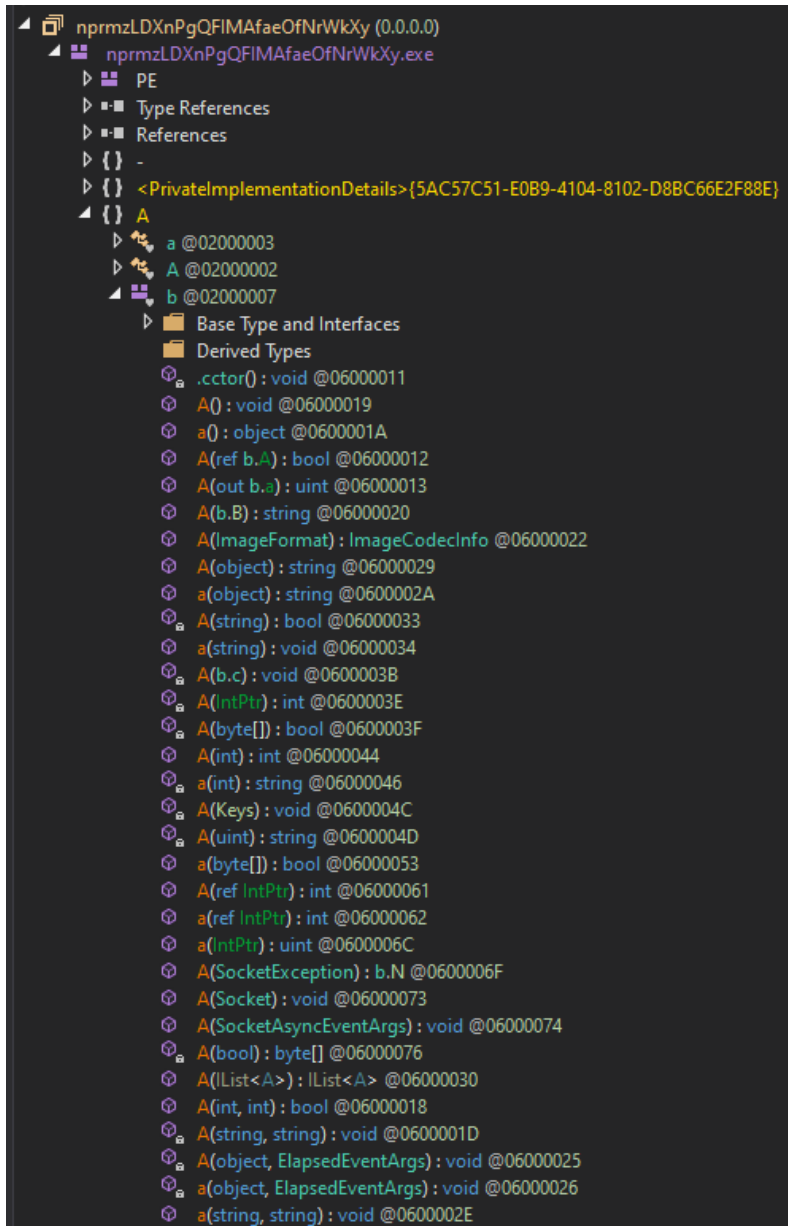 nprmzLDXnPgQFIMAfaeOfNrWkXy (0.0.0.0)
nprmzLDXnPgQFIMAfaeOfNrWkXy.exe
PE
Type References
References
{ } -
{ } <PrivateImplementationDetails>{5AC57C51-E0B9-4104-8102-D8BC66E2F88E}
{ } A
a @02000003
A @02000002
b @02000007
Base Type and Interfaces
Derived Types
.cctor() : void @06000011
A() : void @06000019
a() : object @0600001A
A(ref b.A) : bool @06000012
A(out b.a) : uint @06000013
A(b.B) : string @06000020
A(ImageFormat) : ImageCodecInfo @06000022
A(object) : string @06000029
a(object) : string @0600002A
A(string) : bool @06000033
a(string) : void @06000034
A(b.c) : void @0600003B
A(IntPtr) : int @0600003E
A(byte[]) : bool @0600003F
A(int) : int @06000044
a(int) : string @06000046
A(Keys) : void @0600004C
A(uint) : string @0600004D
a(byte[]) : bool @06000053
A(ref IntPtr) : int @06000061
a(ref IntPtr) : int @06000062
a(IntPtr) : uint @0600006C
A(SocketException) : b.N @0600006F
A(Socket) : void @06000073
A(SocketAsyncEventArgs) : void @06000074
A(bool) : byte[] @06000076
A(IList<A>) : IList<A> @06000030
A(int, int) : bool @06000018
A(string, string) : void @0600001D
A(object, ElapsedEventArgs) : void @06000025
a(object, ElapsedEventArgs) : void @06000026
a(string, string) : void @0600002E